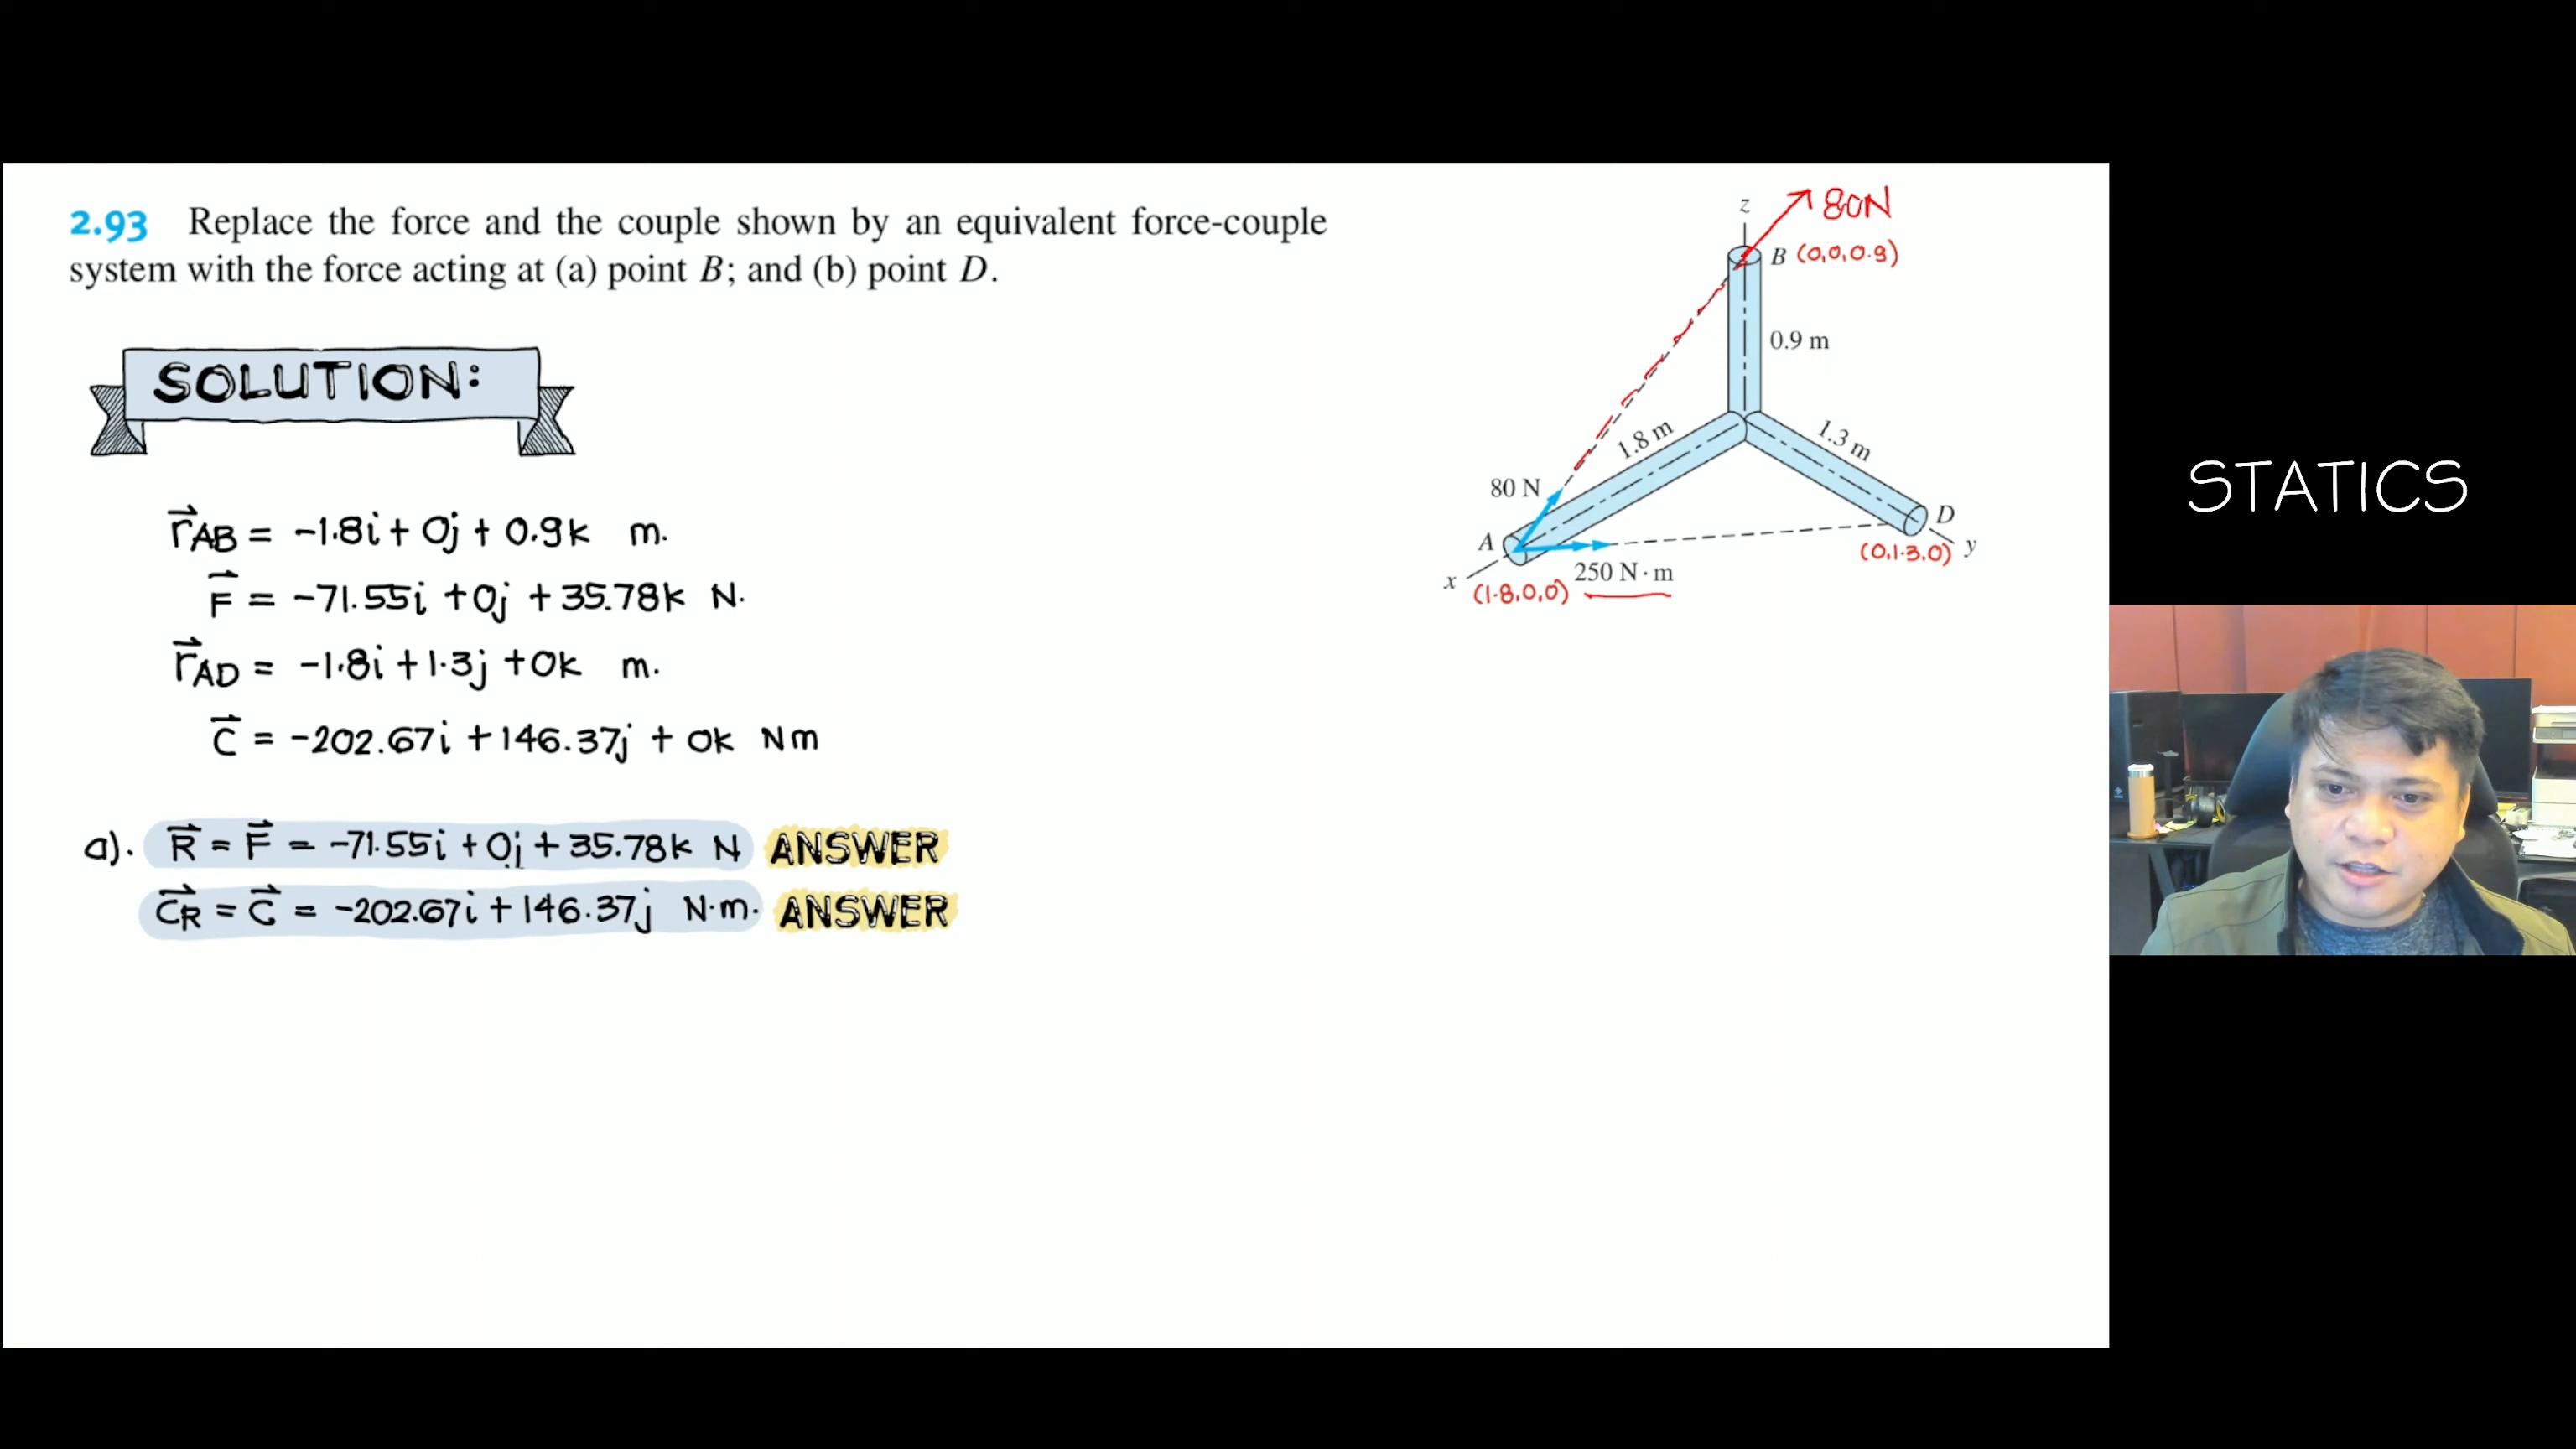 2.93 Replace the force and the couple shown by an equivalent force-couple
system with the force acting at (a) point B; and (b) point D.
SOLUTION:
r⃗AB = -1.8i + 0j + 0.9k m.
F⃗ = -71.55i + 0j + 35.78k N.
r⃗AD = -1.8i + 1.3j + 0k m.
C⃗ = -202.67i + 146.37j + 0k Nm
a). R⃗ = F⃗ = -71.55i + 0j + 35.78k N ANSWER
C⃗R = C⃗ = -202.67i + 146.37j N·m. ANSWER
z
80N
B (0,0,0.9)
0.9 m
1.8 m
1.3 m
80 N
A
D
(0,1.3,0)
y
250 N · m
x
(1.8,0,0)
STATICS